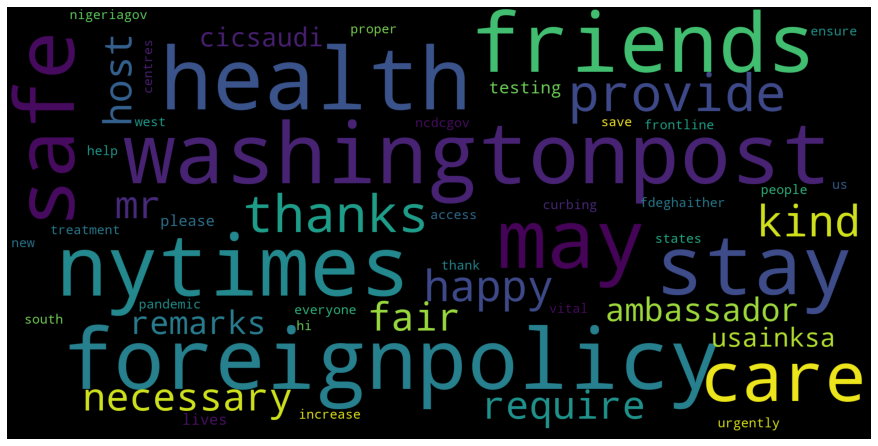 nigeriagov
friends
safe
host
centres
cicsaudi
proper
ensure
health
testing
provide
west
washingtonpost
ncdcgov
save
frontline
help
mr
thanks
access
curbing
fdeghaither
people
us
kind
treatment
please
new
nytimes
may
states
stay
thank
happy
pandemic
vital
south
remarks
everyone
hi
fair
ambassador
usainksa
foreignpolicy
care
necessary
require
lives
increase
urgently